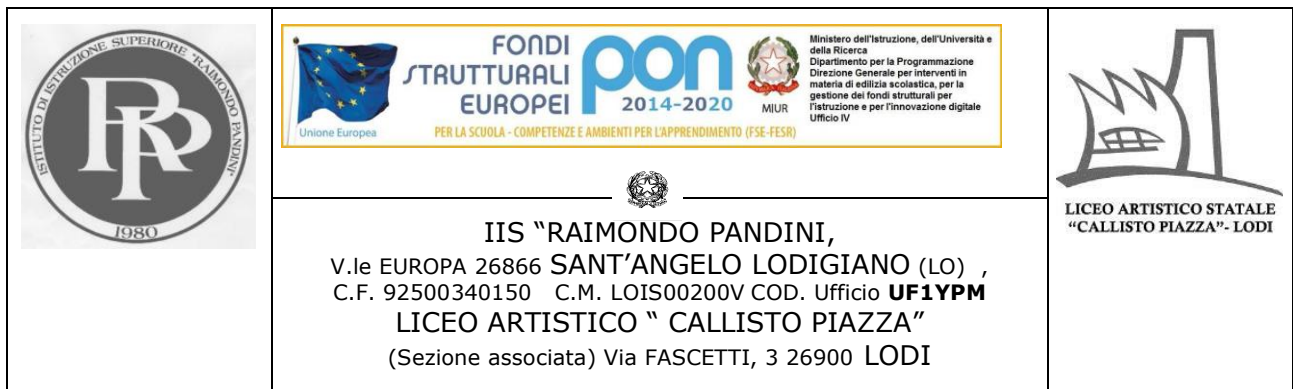 ISTITUTO DI ISTRUZIONE SUPERIORE "RAIMONDO PANDINI"
1980
Unione Europea
FONDI
STRUTTURALI
EUROPEI
pon
2014-2020
MIUR
Ministero dell'Istruzione, dell'Università e
della Ricerca
Dipartimento per la Programmazione
Direzione Generale per interventi in
materia di edilizia scolastica, per la
gestione dei fondi strutturali per
l'istruzione e per l'innovazione digitale
Ufficio IV
PER LA SCUOLA - COMPETENZE E AMBIENTI PER L'APPRENDIMENTO (FSE-FESR)
IIS "RAIMONDO PANDINI,
V.le EUROPA 26866 SANT'ANGELO LODIGIANO (LO) ,
C.F. 92500340150 C.M. LOIS00200V COD. Ufficio UF1YPM
LICEO ARTISTICO " CALLISTO PIAZZA"
(Sezione associata) Via FASCETTI, 3 26900 LODI
LICEO ARTISTICO STATALE
"CALLISTO PIAZZA"- LODI